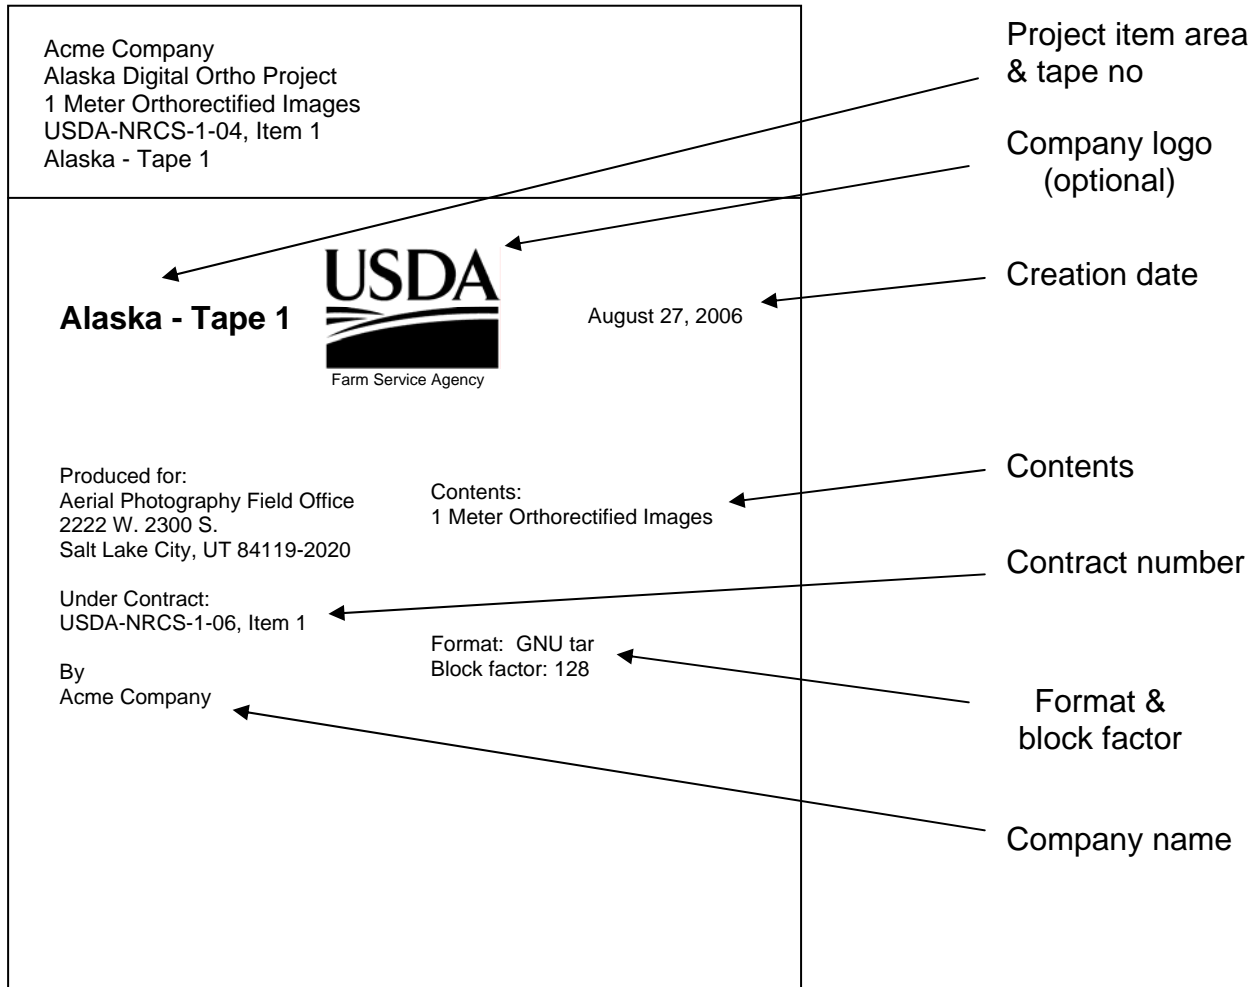 Acme Company
Alaska Digital Ortho Project
1 Meter Orthorectified Images
USDA-NRCS-1-04, Item 1
Alaska - Tape 1
Alaska - Tape 1
USDA
Farm Service Agency
August 27, 2006
Produced for:
Aerial Photography Field Office
2222 W. 2300 S.
Salt Lake City, UT 84119-2020
Under Contract:
USDA-NRCS-1-06, Item 1
By
Acme Company
Contents:
1 Meter Orthorectified Images
Format:  GNU tar
Block factor: 128
Project item area
& tape no
Company logo
(optional)
Creation date
Contents
Contract number
Format &
block factor
Company name